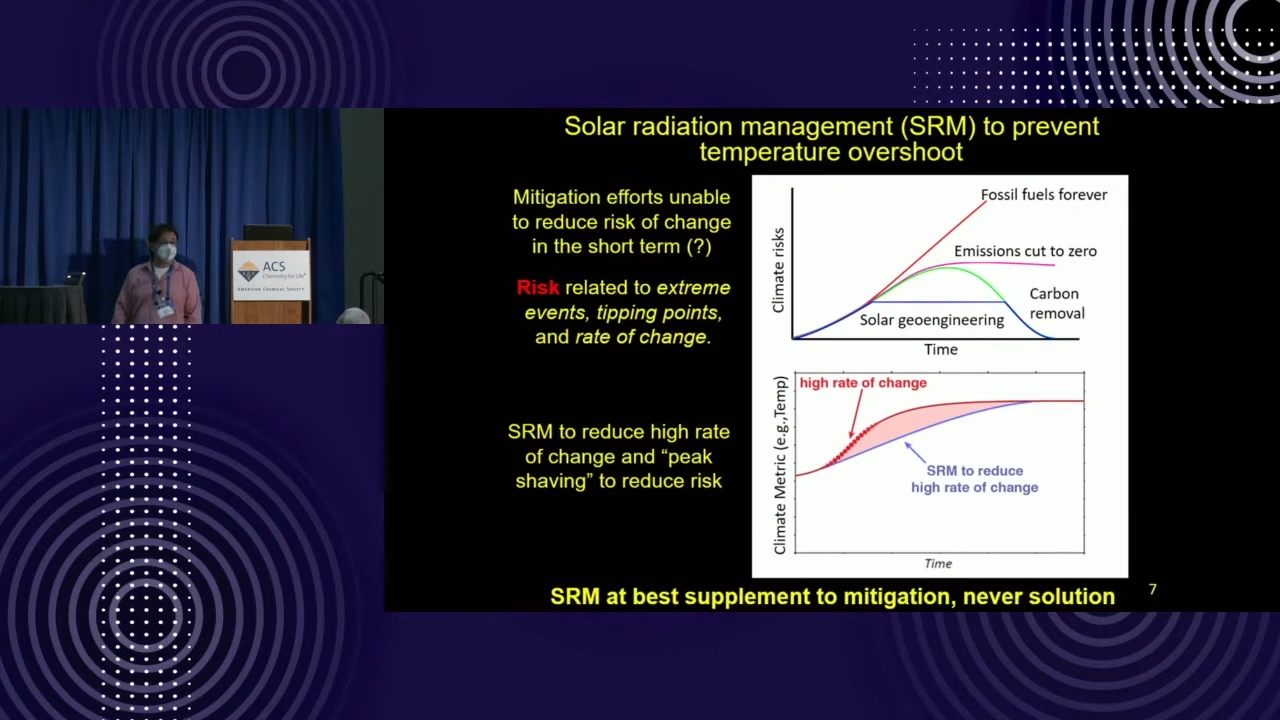 Solar radiation management (SRM) to prevent
temperature overshoot
Mitigation efforts unable
to reduce risk of change
in the short term (?)
Risk related to extreme
events, tipping points,
and rate of change.
SRM to reduce high rate
of change and “peak
shaving” to reduce risk
Climate risks
Fossil fuels forever
Emissions cut to zero
Carbon
removal
Solar geoengineering
Time
Climate Metric (e.g.,Temp)
high rate of change
SRM to reduce
high rate of change
Time
SRM at best supplement to mitigation, never solution
7
ACS
Chemistry for Life®
AMERICAN CHEMICAL SOCIETY